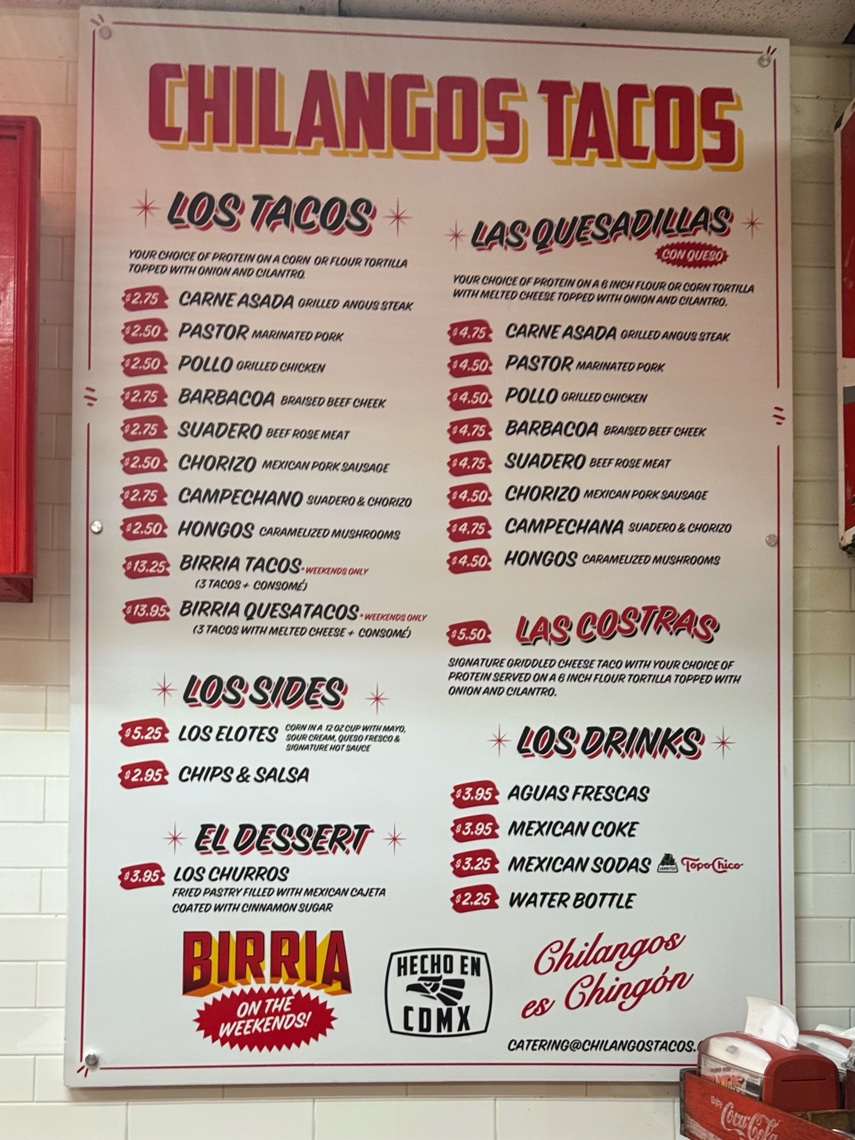 CHILANGOS TACOS
LOS TACOS
YOUR CHOICE OF PROTEIN ON A CORN OR FLOUR TORTILLA
TOPPED WITH ONION AND CILANTRO.
$2.75 CARNE ASADA GRILLED ANGUS STEAK
$2.50 PASTOR MARINATED PORK
$2.50 POLLO GRILLED CHICKEN
$2.75 BARBACOA BRAISED BEEF CHEEK
$2.75 SUADERO BEEF ROSE MEAT
$2.50 CHORIZO MEXICAN PORK SAUSAGE
$2.75 CAMPECHANO SUADERO & CHORIZO
$2.50 HONGOS CARAMELIZED MUSHROOMS
$13.25 BIRRIA TACOS *WEEKENDS ONLY
(3 TACOS + CONSOMÉ)
$13.95 BIRRIA QUESATACOS *WEEKENDS ONLY
(3 TACOS WITH MELTED CHEESE + CONSOMÉ)
LOS SIDES
$5.25 LOS ELOTES CORN IN A 12 OZ CUP WITH MAYO,
SOUR CREAM, QUESO FRESCO &
SIGNATURE HOT SAUCE
$2.95 CHIPS & SALSA
EL DESSERT
$3.95 LOS CHURROS
FRIED PASTRY FILLED WITH MEXICAN CAJETA
COATED WITH CINNAMON SUGAR
LAS QUESADILLAS
CON QUESO
YOUR CHOICE OF PROTEIN ON A 6 INCH FLOUR OR CORN TORTILLA
WITH MELTED CHEESE TOPPED WITH ONION AND CILANTRO.
$4.75 CARNE ASADA GRILLED ANGUS STEAK
$4.50 PASTOR MARINATED PORK
$4.50 POLLO GRILLED CHICKEN
$4.75 BARBACOA BRAISED BEEF CHEEK
$4.75 SUADERO BEEF ROSE MEAT
$4.50 CHORIZO MEXICAN PORK SAUSAGE
$4.75 CAMPECHANA SUADERO & CHORIZO
$4.50 HONGOS CARAMELIZED MUSHROOMS
$5.50 LAS COSTRAS
SIGNATURE GRIDDLED CHEESE TACO WITH YOUR CHOICE OF
PROTEIN SERVED ON A 6 INCH FLOUR TORTILLA TOPPED WITH
ONION AND CILANTRO.
LOS DRINKS
$3.95 AGUAS FRESCAS
$3.95 MEXICAN COKE
$3.25 MEXICAN SODAS Topo Chico
$2.25 WATER BOTTLE
BIRRIA
ON THE
WEEKENDS!
HECHO EN
CDMX
Chilangos
es Chingón
CATERING@CHILANGOSTACOS.
Coca-Cola